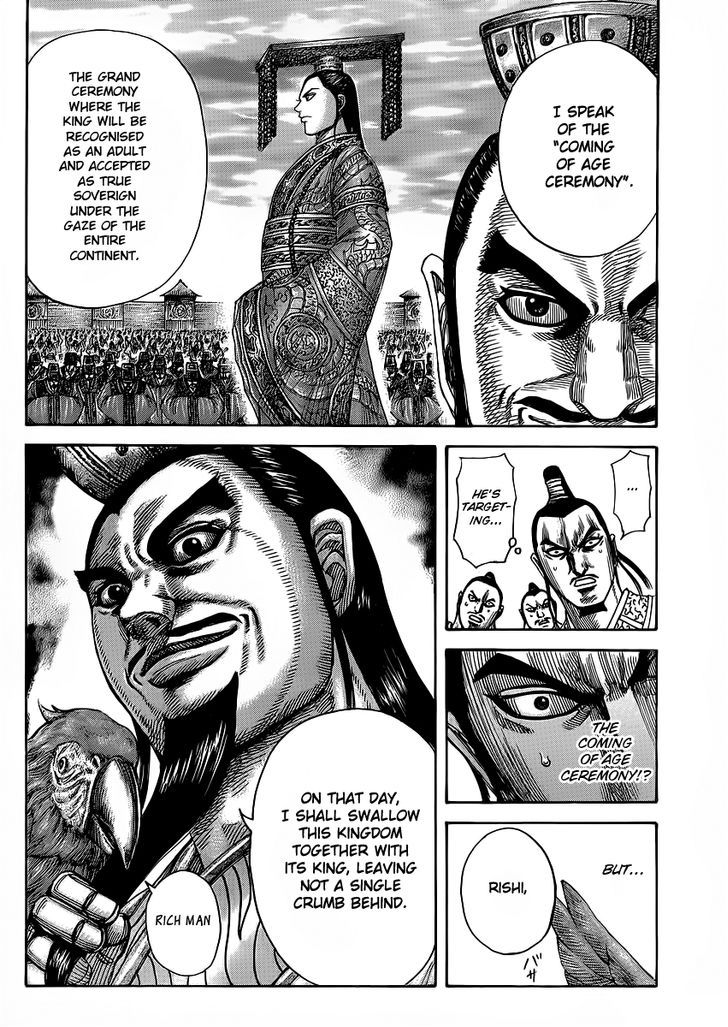 I SPEAK
OF THE
"COMING
OF AGE
CEREMONY".
THE GRAND
CEREMONY
WHERE THE
KING WILL BE
RECOGNISED
AS AN ADULT
AND ACCEPTED
AS TRUE
SOVERIGN
UNDER THE
GAZE OF THE
ENTIRE
CONTINENT.
...
HE'S
TARGET-
ING...
THE
COMING
OF AGE
CEREMONY!?
BUT...
RISHI,
バサ
ON THAT DAY,
I SHALL SWALLOW
THIS KINGDOM
TOGETHER WITH
ITS KING, LEAVING
NOT A SINGLE
CRUMB BEHIND.
RICH MAN